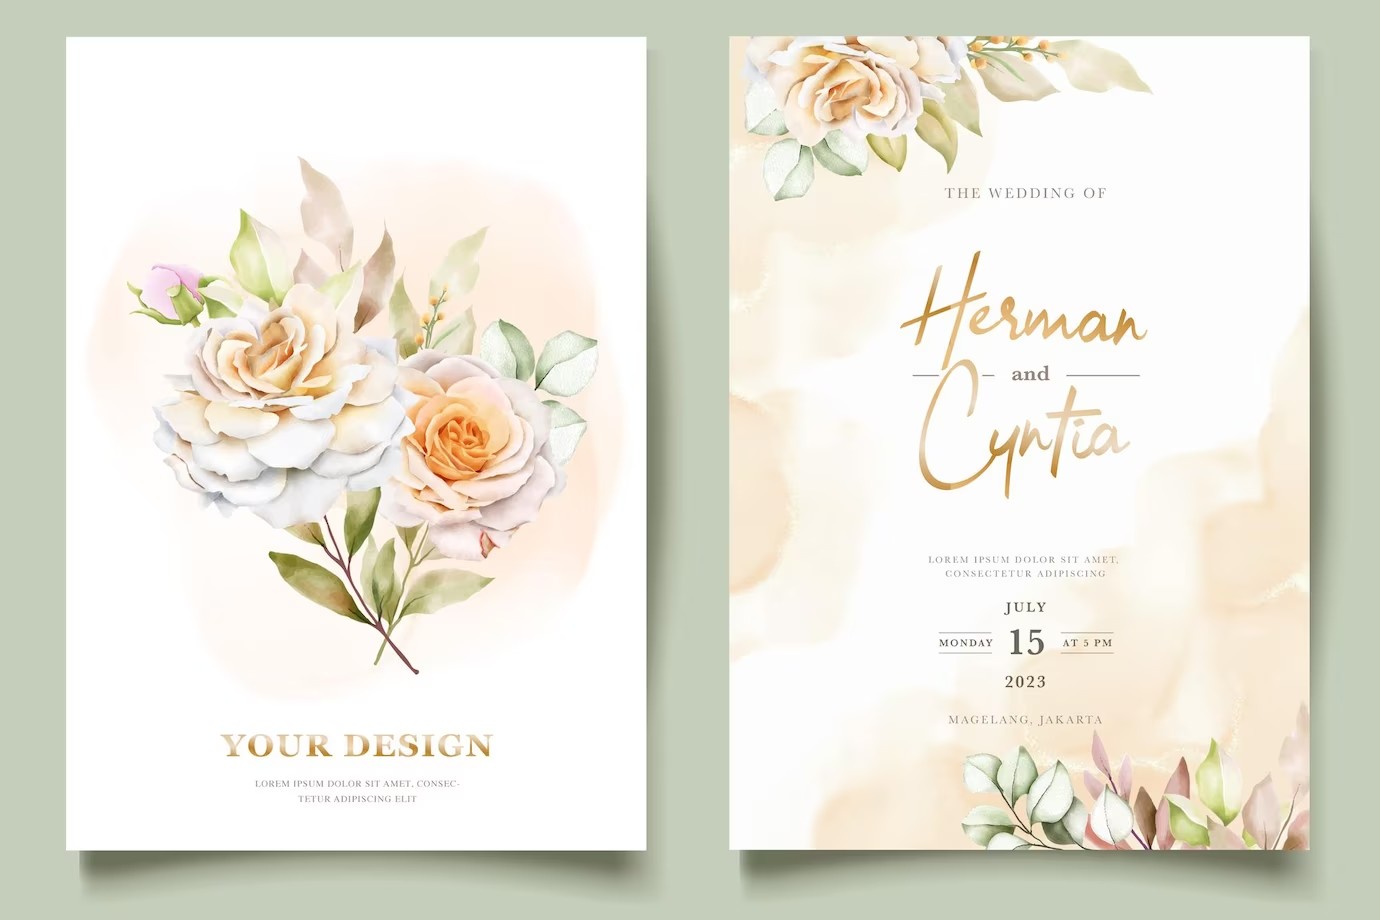 YOUR DESIGN
LOREM IPSUM DOLOR SIT AMET, CONSEC-
TETUR ADIPISCING ELIT
THE WEDDING OF
Herman
and
Cyntia
LOREM IPSUM DOLOR SIT AMET,
CONSECTETUR ADIPISCING
JULY
MONDAY 15 AT 5 PM
2023
MAGELANG, JAKARTA